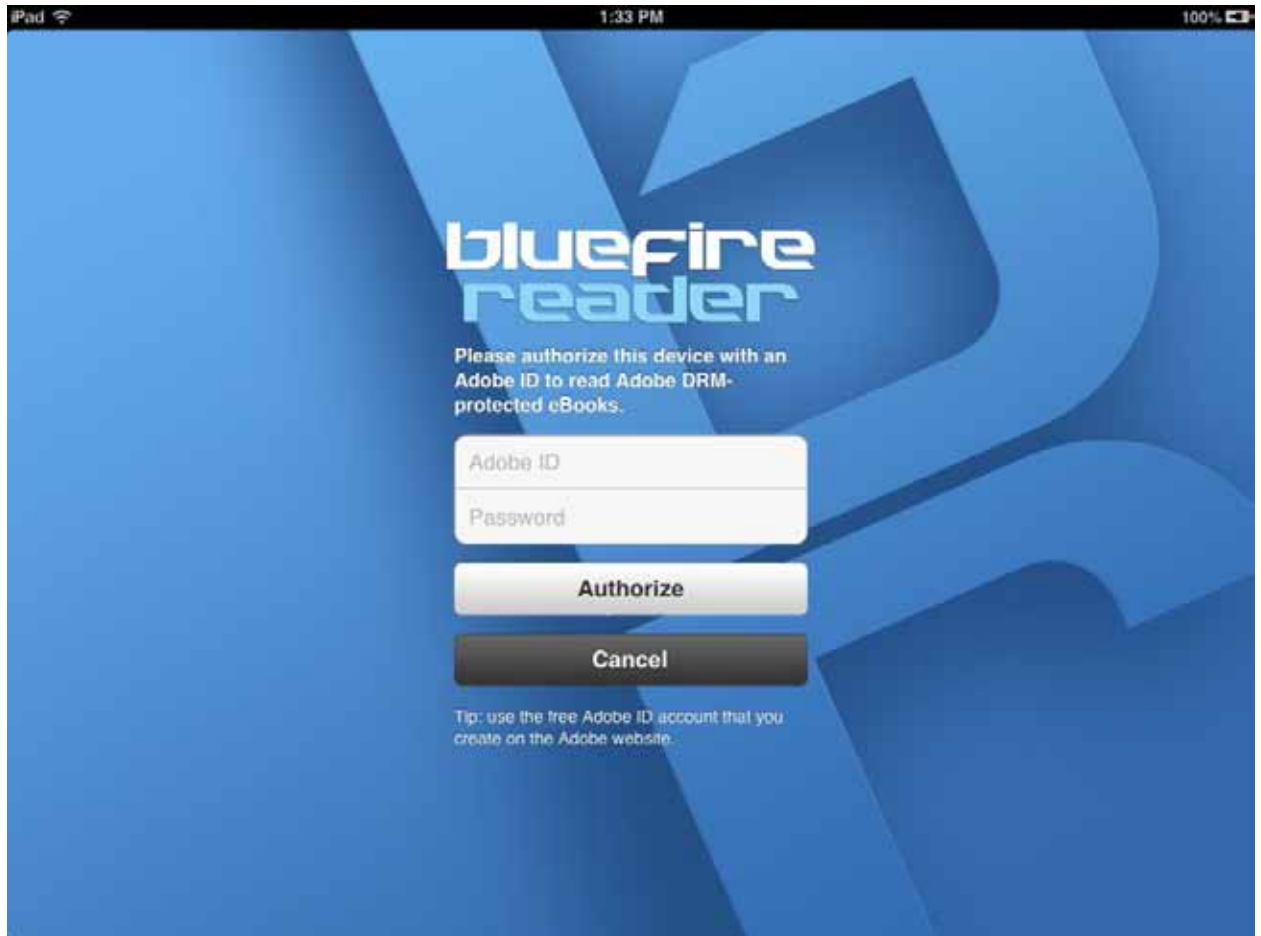 iPad 1:33 PM 100%
bluefire
reader
Please authorize this device with an
Adobe ID to read Adobe DRM-
protected eBooks.
Adobe ID
Password
Authorize
Cancel
Tip: use the free Adobe ID account that you
create on the Adobe website.